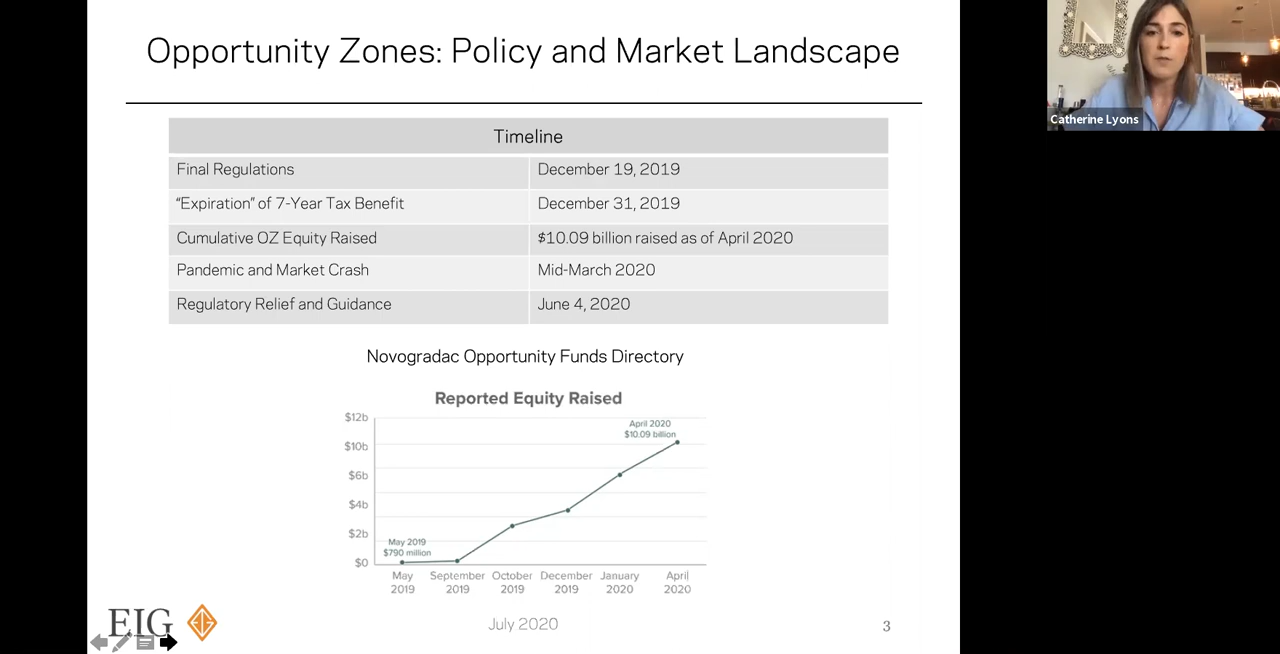 Opportunity Zones: Policy and Market Landscape
Catherine Lyons
Timeline
Final Regulations December 19, 2019
“Expiration” of 7-Year Tax Benefit December 31, 2019
Cumulative OZ Equity Raised $10.09 billion raised as of April 2020
Pandemic and Market Crash Mid-March 2020
Regulatory Relief and Guidance June 4, 2020
Novogradac Opportunity Funds Directory
Reported Equity Raised
$12b
$10b
$6b
$4b
$2b
$0
April 2020
$10.09 billion
May 2019
$790 million
May September October December January April
2019 2019 2019 2019 2020 2020
EIG
EIG
July 2020
3